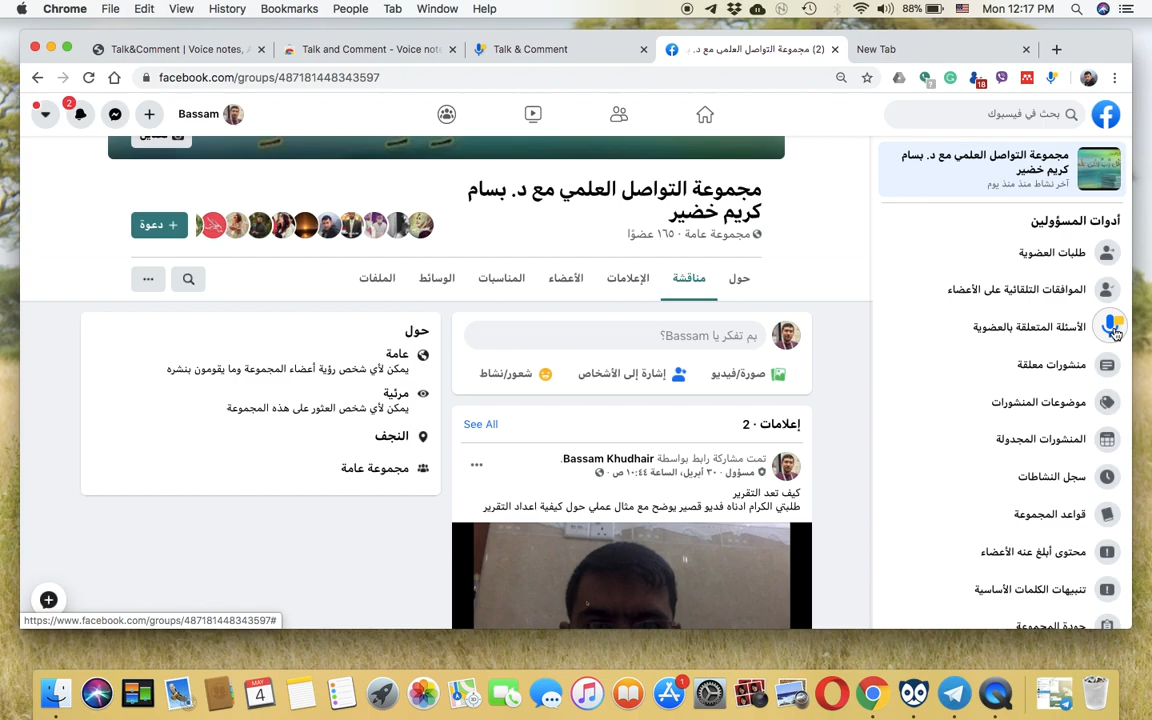 Chrome File Edit View History Bookmarks People Tab Window Help
88% Mon 12:17 PM
Talk&Comment | Voice notes,
Talk and Comment - Voice not
Talk & Comment
(2) مجموعة التواصل العلمي مع د.
New Tab
facebook.com/groups/487181448343597
18
2
Bassam
بحث في فيسبوك
مجموعة التواصل العلمي مع د. بسام
كريم خضير
آخر نشاط منذ منذ يوم
أدوات المسؤولين
طلبات العضوية
الموافقات التلقائية على الأعضاء
الأسئلة المتعلقة بالعضوية
منشورات معلقة
موضوعات المنشورات
المنشورات المجدولة
سجل النشاطات
قواعد المجموعة
محتوى أبلغ عنه الأعضاء
تنبيهات الكلمات الأساسية
جودة المجموعة
مجموعة التواصل العلمي مع د. بسام
كريم خضير
مجموعة عامة · ١٦٥ عضوًا
+ دعوة
حول
مناقشة
الإعلامات
الأعضاء
المناسبات
الوسائط
الملفات
بم تفكر يا Bassam؟
صورة/فيديو
إشارة إلى الأشخاص
شعور/نشاط
إعلامات · 2
See All
تمت مشاركة رابط بواسطة Bassam Khudhair.
مسؤول · ٣٠ أبريل، الساعة ١٠:٤٤ ص ·
كيف تعد التقرير
طلبتي الكرام ادناه فديو قصير يوضح مع مثال عملي حول كيفية اعداد التقرير
حول
عامة
يمكن لأي شخص رؤية أعضاء المجموعة وما يقومون بنشره.
مرئية
يمكن لأي شخص العثور على هذه المجموعة.
النجف
مجموعة عامة
https://www.facebook.com/groups/487181448343597#
MAY
4
1